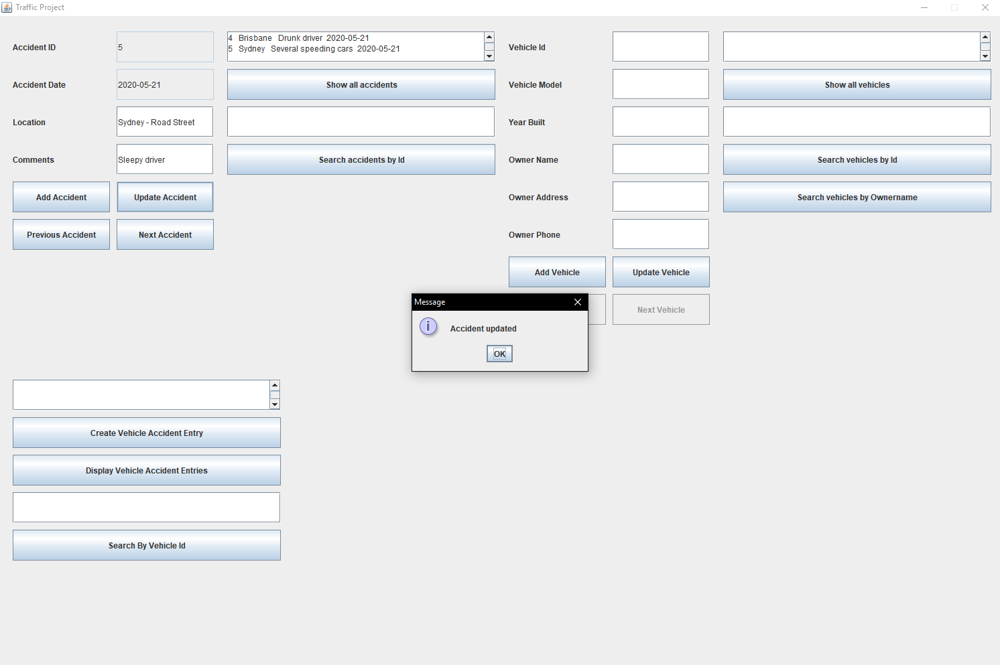 Traffic Project
Accident ID
5
4 Brisbane Drunk driver 2020-05-21
5 Sydney Several speeding cars 2020-05-21
Vehicle Id
Accident Date
2020-05-21
Show all accidents
Vehicle Model
Show all vehicles
Location
Sydney - Road Street
Year Built
Comments
Sleepy driver
Search accidents by Id
Owner Name
Search vehicles by Id
Add Accident
Update Accident
Owner Address
Search vehicles by Ownername
Previous Accident
Next Accident
Owner Phone
Add Vehicle
Update Vehicle
Next Vehicle
Message
Accident updated
OK
Create Vehicle Accident Entry
Display Vehicle Accident Entries
Search By Vehicle Id